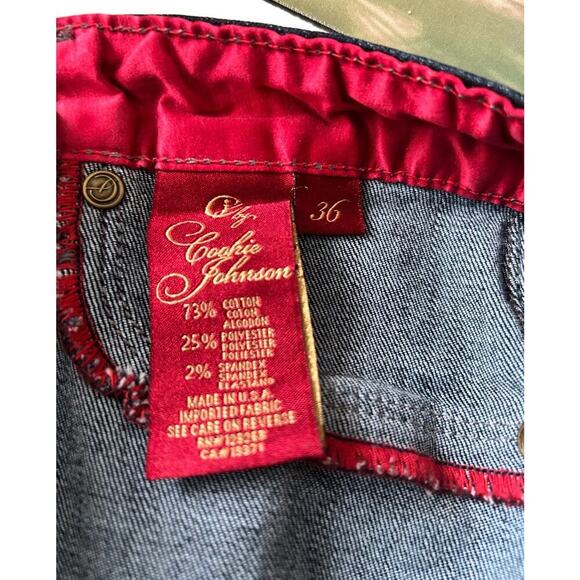 by
36
Cookie
Johnson
73% COTTON
COTON
ALGODON
25% POLYESTER
POLYESTER
POLIESTER
2% SPANDEX
SPANDEX
ELASTANO
MADE IN U.S.A.
IMPORTED FABRIC
SEE CARE ON REVERSE